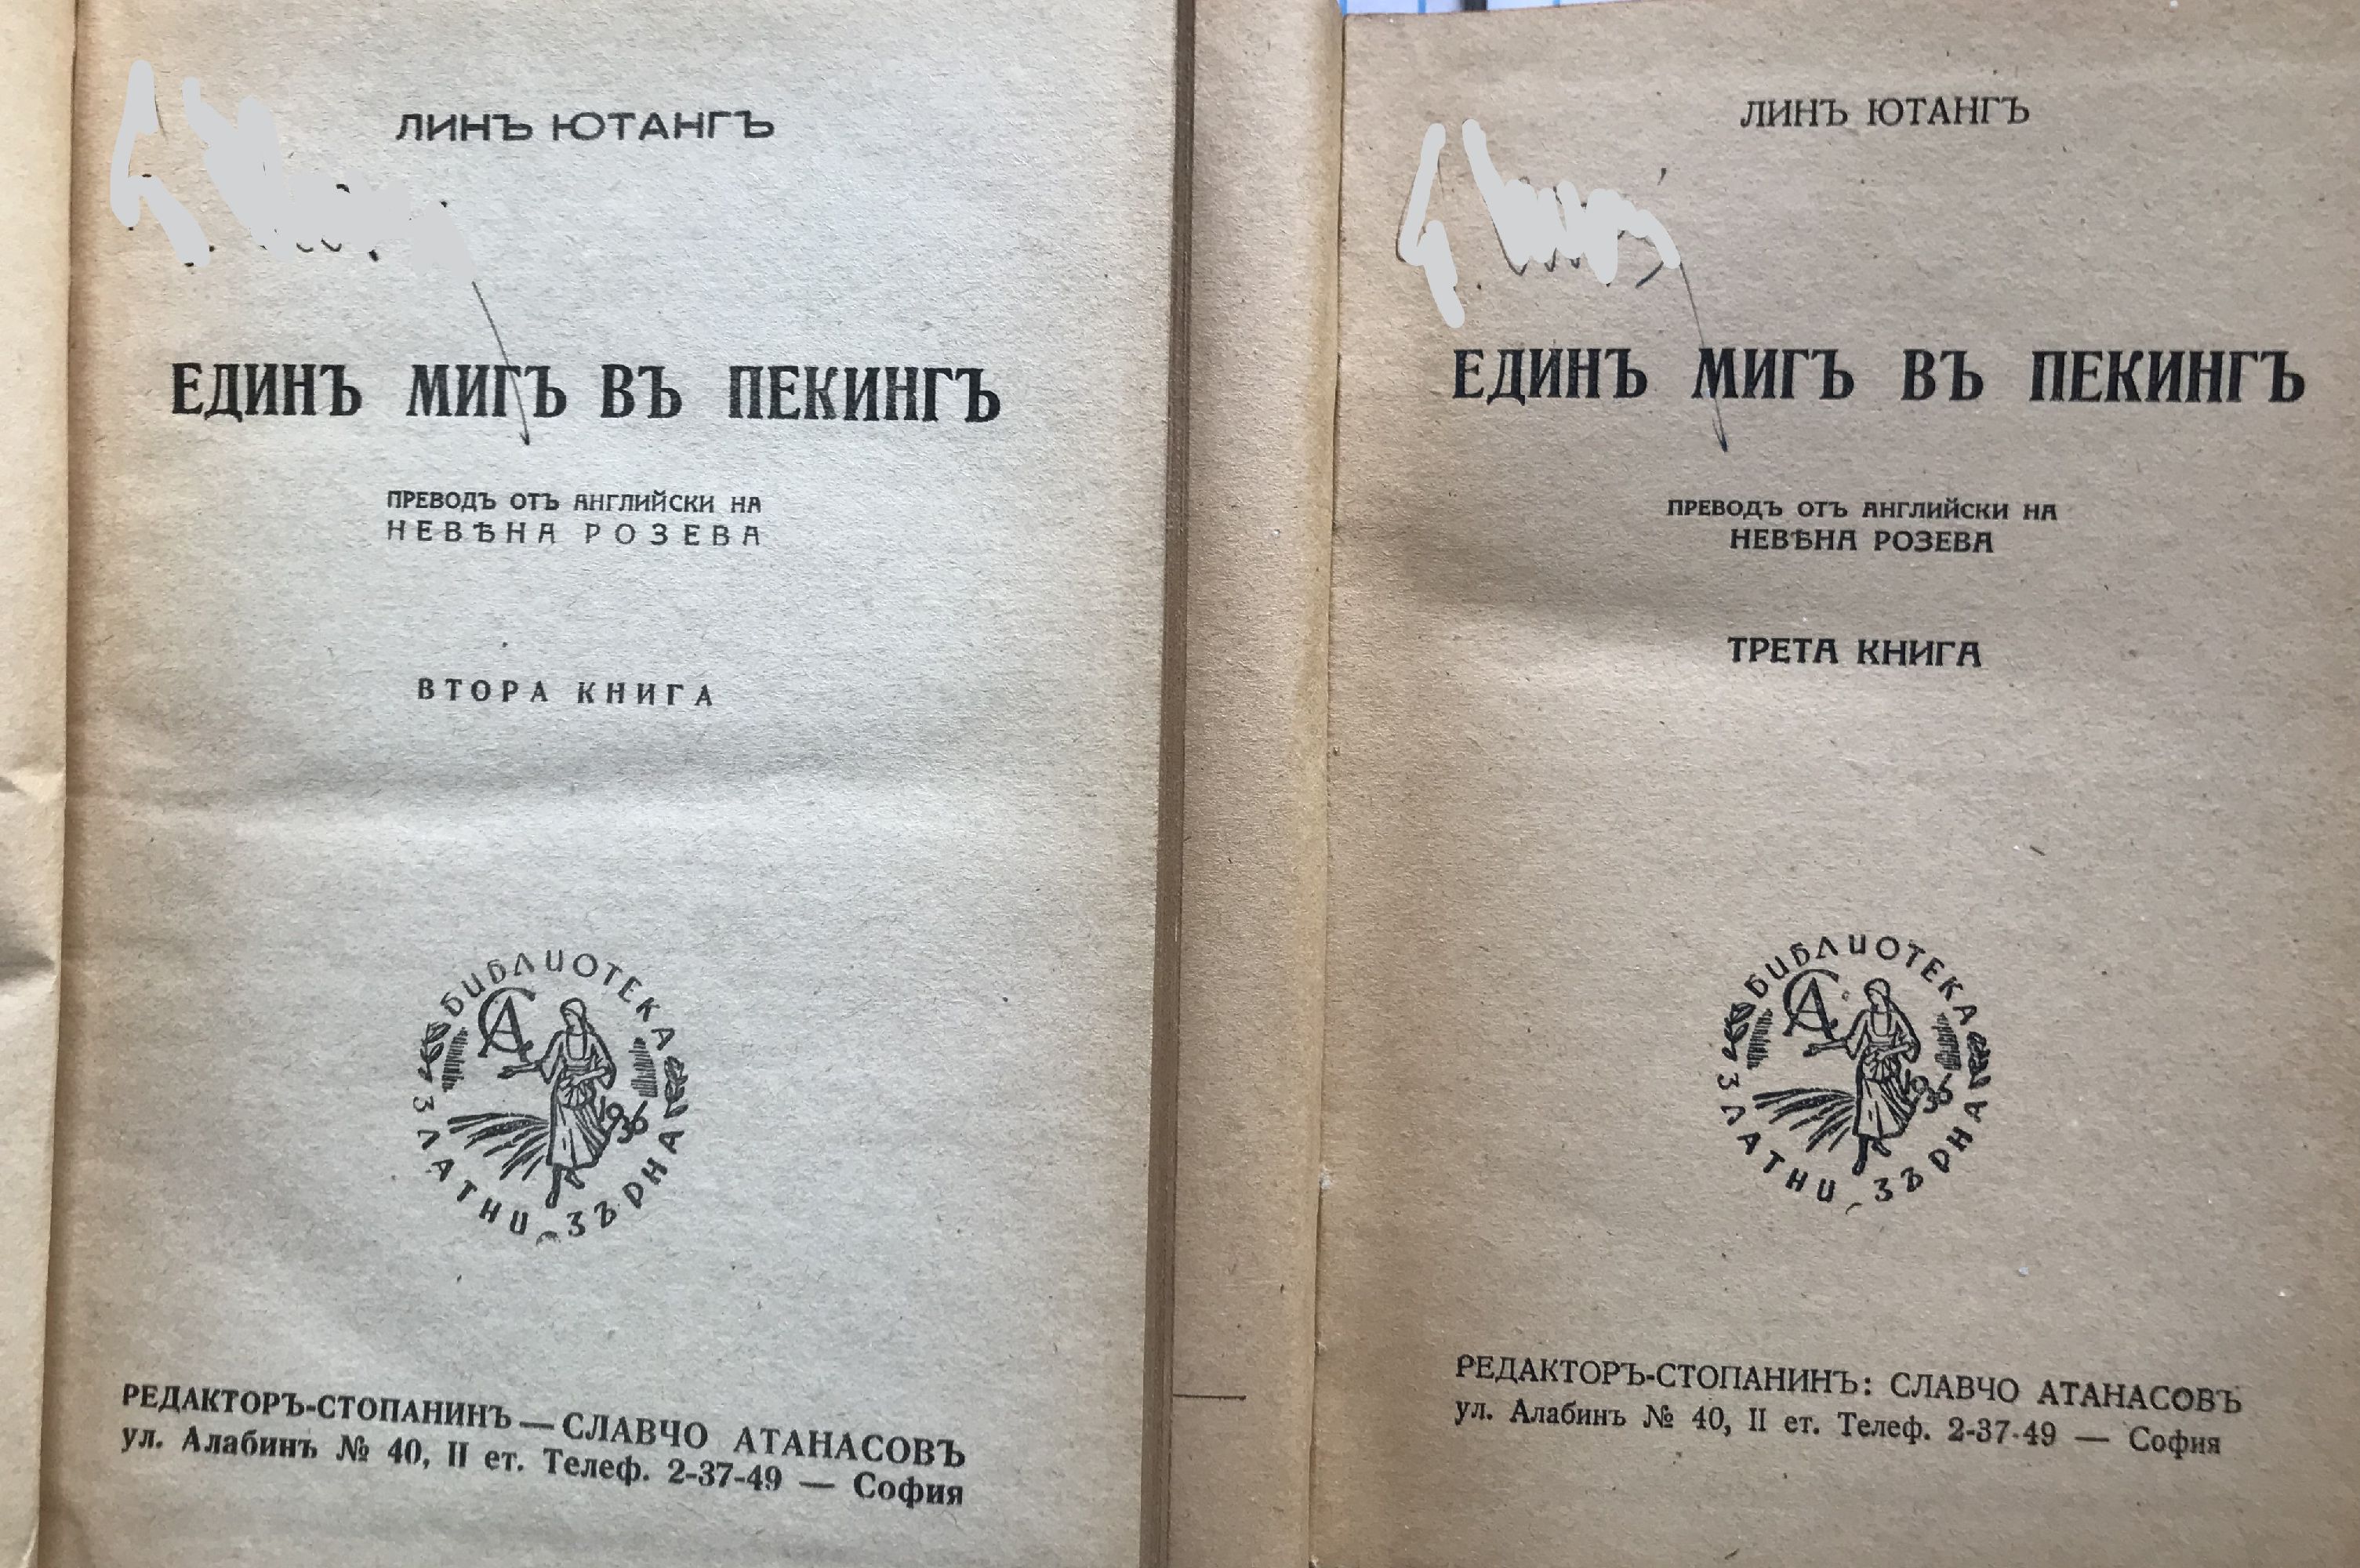 ЛИНЪ ЮТАНГЪ
ЕДИНЪ МИГЪ ВЪ ПЕКИНГЪ
ПРЕВОДЪ ОТЪ АНГЛИЙСКИ НА
НЕВѢНА РОЗЕВА
ВТОРА КНИГА
БИБЛИОТЕКА
СА
1936
ЗЛАТНИ ЗЪРНА
РЕДАКТОРЪ-СТОПАНИНЪ — СЛАВЧО АТАНАСОВЪ
ул. Алабинъ № 40, II ет. Телеф. 2-37-49 — София
ЛИНЪ ЮТАНГЪ
ЕДИНЪ МИГЪ ВЪ ПЕКИНГЪ
ПРЕВОДЪ ОТЪ АНГЛИЙСКИ НА
НЕВѢНА РОЗЕВА
ТРЕТА КНИГА
БИБЛИОТЕКА
СА
1936
ЗЛАТНИ ЗЪРНА
РЕДАКТОРЪ-СТОПАНИНЪ: СЛАВЧО АТАНАСОВЪ
ул. Алабинъ № 40, II ет. Телеф. 2-37-49 — София